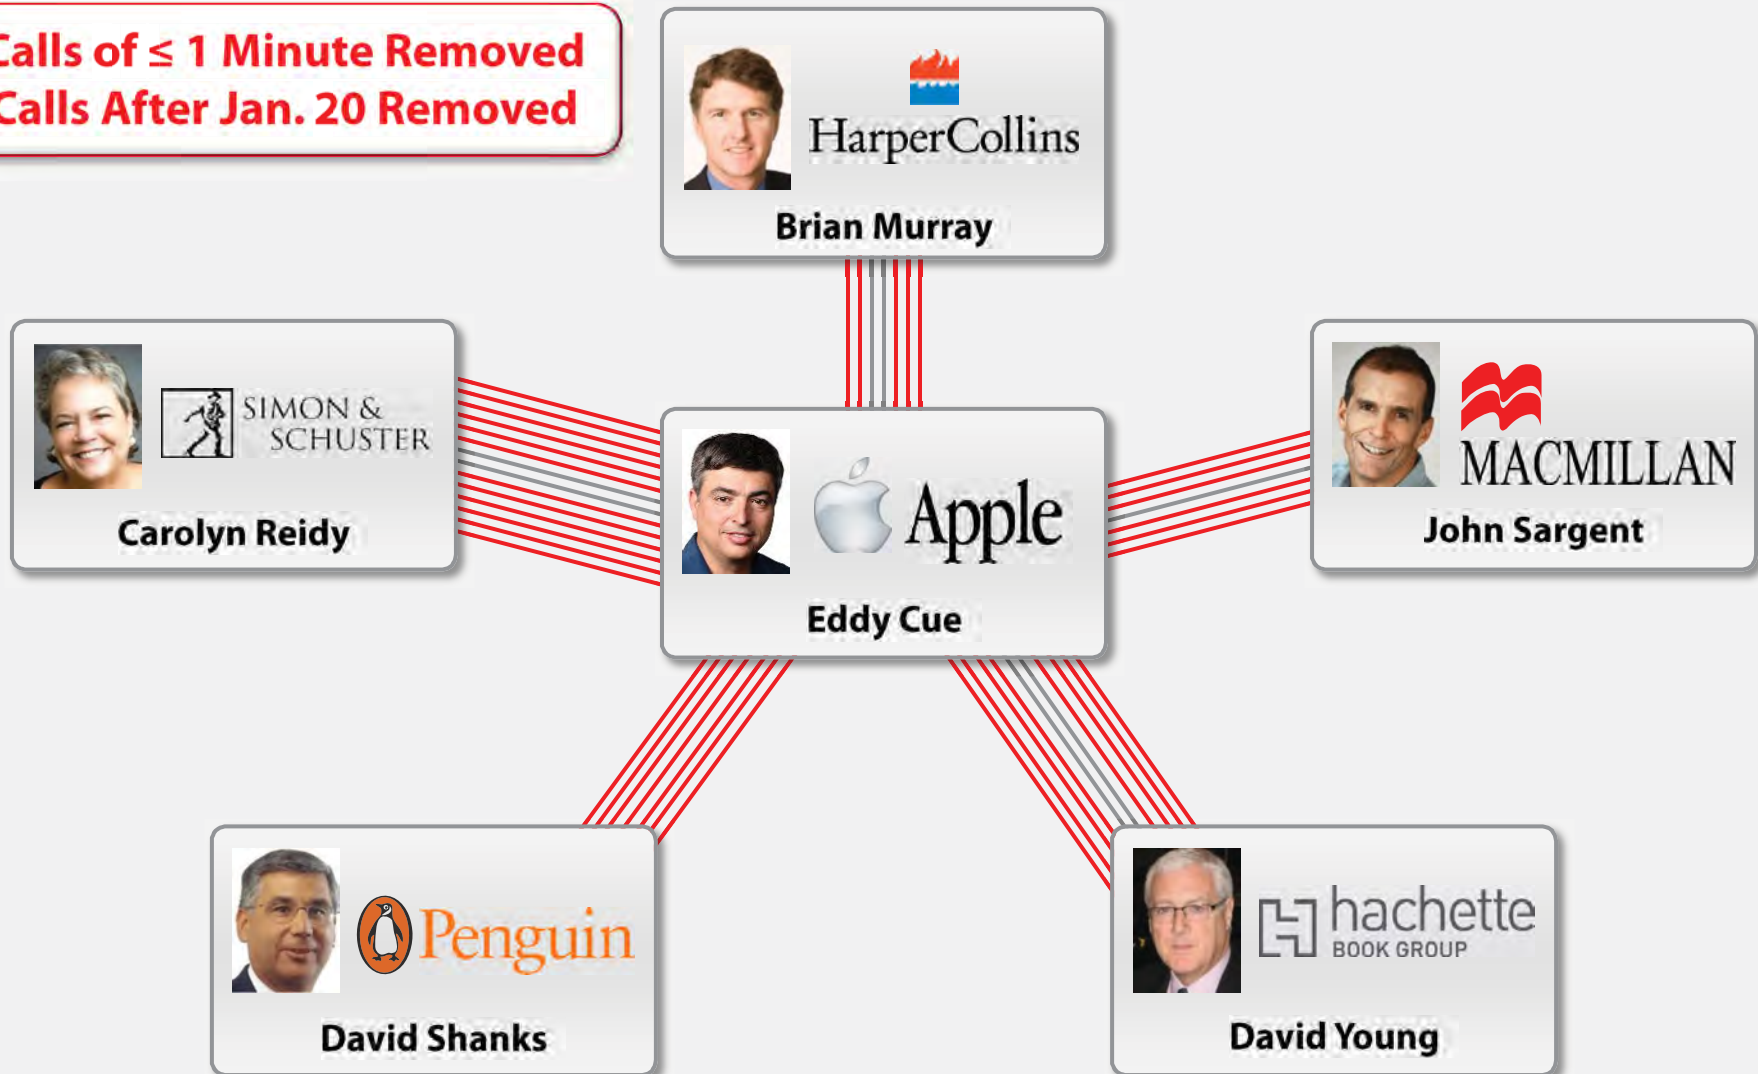 Calls of ≤ 1 Minute Removed
Calls After Jan. 20 Removed
HarperCollins
Brian Murray
SIMON &
SCHUSTER
Carolyn Reidy
MACMILLAN
John Sargent
Apple
Eddy Cue
Penguin
David Shanks
hachette
BOOK GROUP
David Young